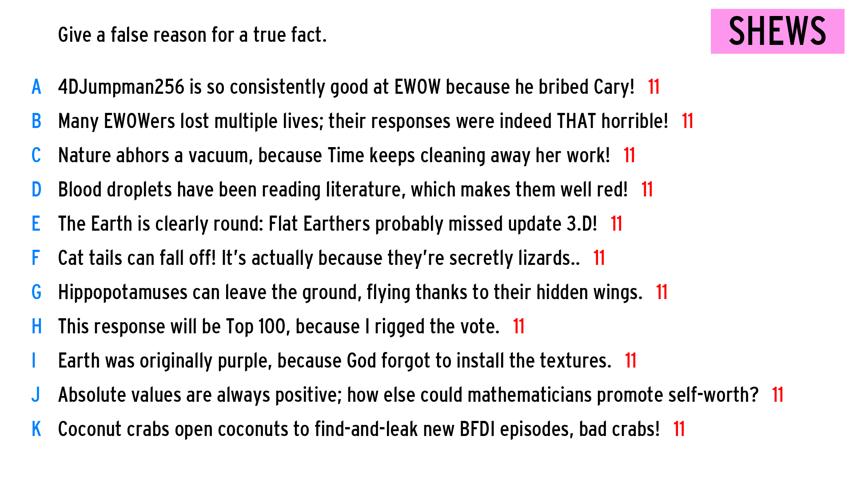 Give a false reason for a true fact.
SHEWS
A 4DJumpman256 is so consistently good at EWOW because he bribed Cary! 11
B Many EWOWers lost multiple lives; their responses were indeed THAT horrible! 11
C Nature abhors a vacuum, because Time keeps cleaning away her work! 11
D Blood droplets have been reading literature, which makes them well red! 11
E The Earth is clearly round: Flat Earthers probably missed update 3.D! 11
F Cat tails can fall off! It's actually because they're secretly lizards.. 11
G Hippopotamuses can leave the ground, flying thanks to their hidden wings. 11
H This response will be Top 100, because I rigged the vote. 11
I Earth was originally purple, because God forgot to install the textures. 11
J Absolute values are always positive; how else could mathematicians promote self-worth? 11
K Coconut crabs open coconuts to find-and-leak new BFDI episodes, bad crabs! 11